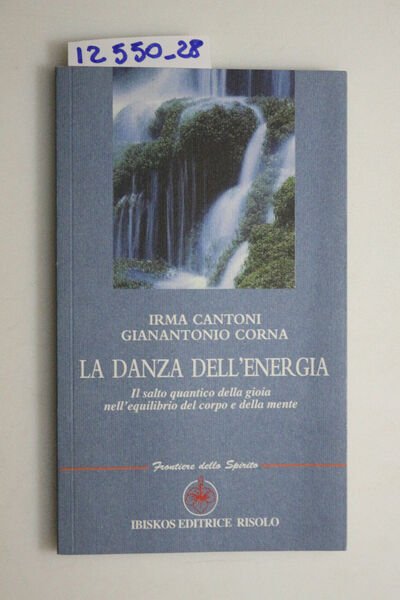 12550_28
IRMA CANTONI
GIANANTONIO CORNA
LA DANZA DELL'ENERGIA
Il salto quantico della gioia
nell'equilibrio del corpo e della mente
Frontiere dello Spirito
IBISKOS EDITRICE RISOLO